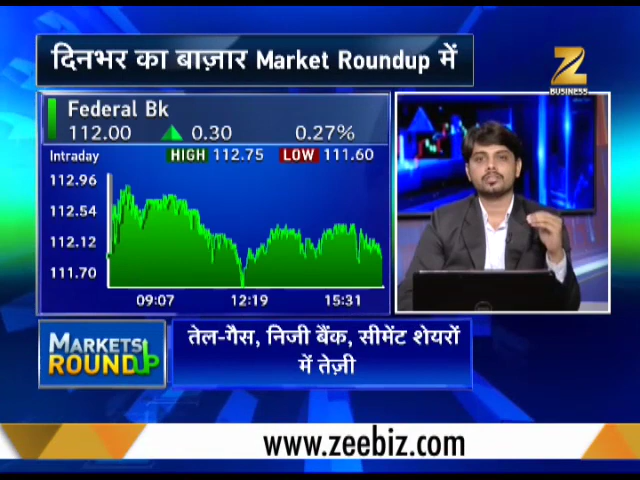 दिनभर का बाज़ार Market Roundup में
Z
BUSINESS
Federal Bk
112.00 0.30 0.27%
Intraday HIGH 112.75 LOW 111.60
112.96
112.54
112.12
111.70
09:07 12:19 15:31
MARKETS
ROUNDUP
तेल-गैस, निजी बैंक, सीमेंट शेयरों
में तेज़ी
www.zeebiz.com